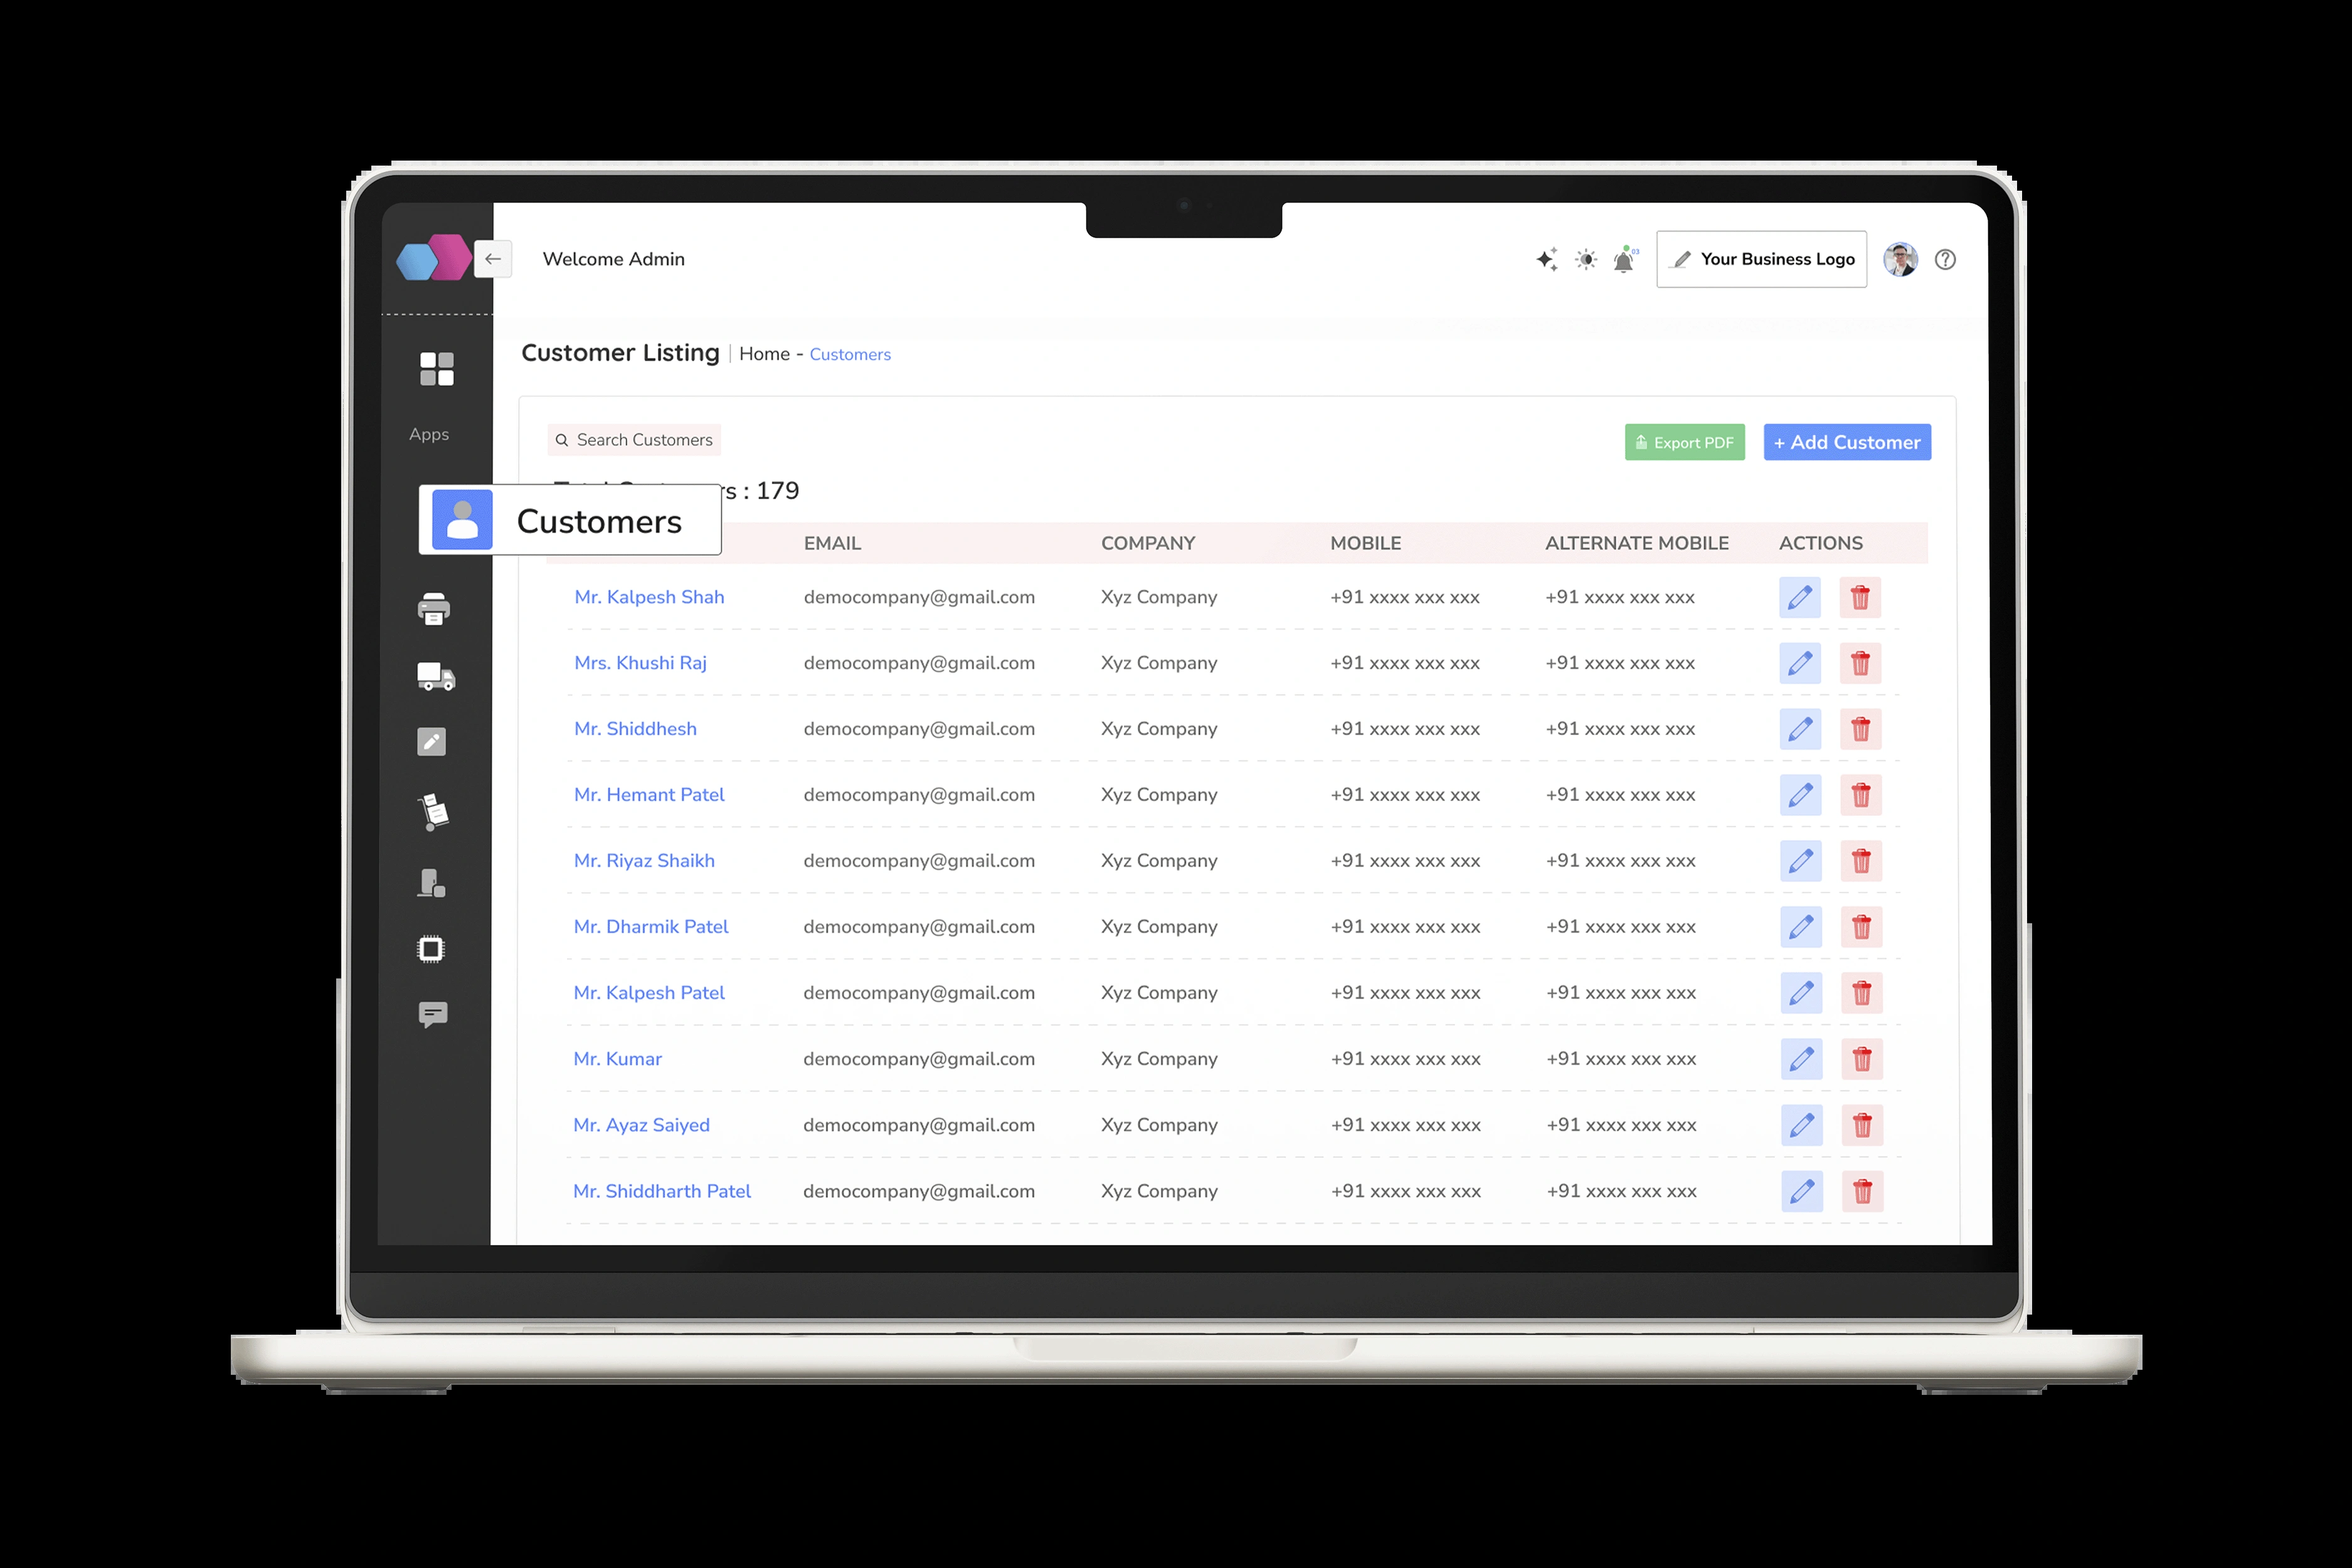 Welcome Admin
03
Your Business Logo
Customer Listing Home - Customers
Apps
Search Customers
Export PDF
+ Add Customer
: 179
Customers
EMAIL COMPANY MOBILE ALTERNATE MOBILE ACTIONS
Mr. Kalpesh Shah democompany@gmail.com Xyz Company +91 xxxx xxx xxx +91 xxxx xxx xxx
Mrs. Khushi Raj democompany@gmail.com Xyz Company +91 xxxx xxx xxx +91 xxxx xxx xxx
Mr. Shiddhesh democompany@gmail.com Xyz Company +91 xxxx xxx xxx +91 xxxx xxx xxx
Mr. Hemant Patel democompany@gmail.com Xyz Company +91 xxxx xxx xxx +91 xxxx xxx xxx
Mr. Riyaz Shaikh democompany@gmail.com Xyz Company +91 xxxx xxx xxx +91 xxxx xxx xxx
Mr. Dharmik Patel democompany@gmail.com Xyz Company +91 xxxx xxx xxx +91 xxxx xxx xxx
Mr. Kalpesh Patel democompany@gmail.com Xyz Company +91 xxxx xxx xxx +91 xxxx xxx xxx
Mr. Kumar democompany@gmail.com Xyz Company +91 xxxx xxx xxx +91 xxxx xxx xxx
Mr. Ayaz Saiyed democompany@gmail.com Xyz Company +91 xxxx xxx xxx +91 xxxx xxx xxx
Mr. Shiddharth Patel democompany@gmail.com Xyz Company +91 xxxx xxx xxx +91 xxxx xxx xxx